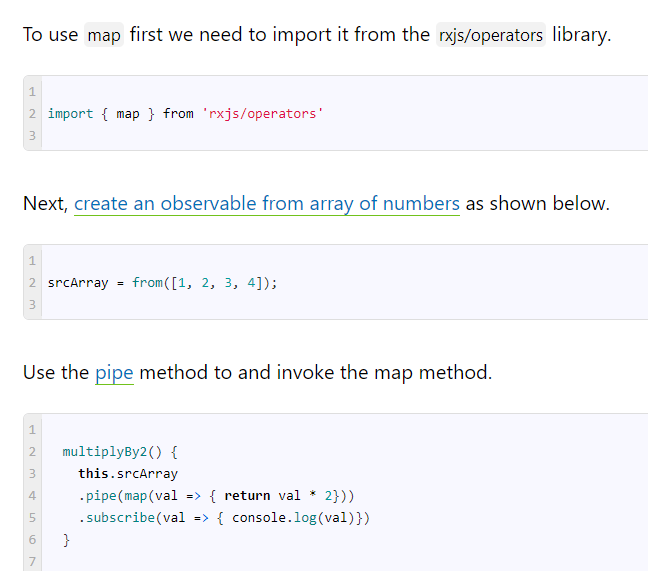 To use map first we need to import it from the rxjs/operators library.
1
2 import { map } from 'rxjs/operators'
3
Next, create an observable from array of numbers as shown below.
1
2 srcArray = from([1, 2, 3, 4]);
3
Use the pipe method to and invoke the map method.
1
2 multiplyBy2() {
3 this.srcArray
4 .pipe(map(val => { return val * 2}))
5 .subscribe(val => { console.log(val)})
6 }
7